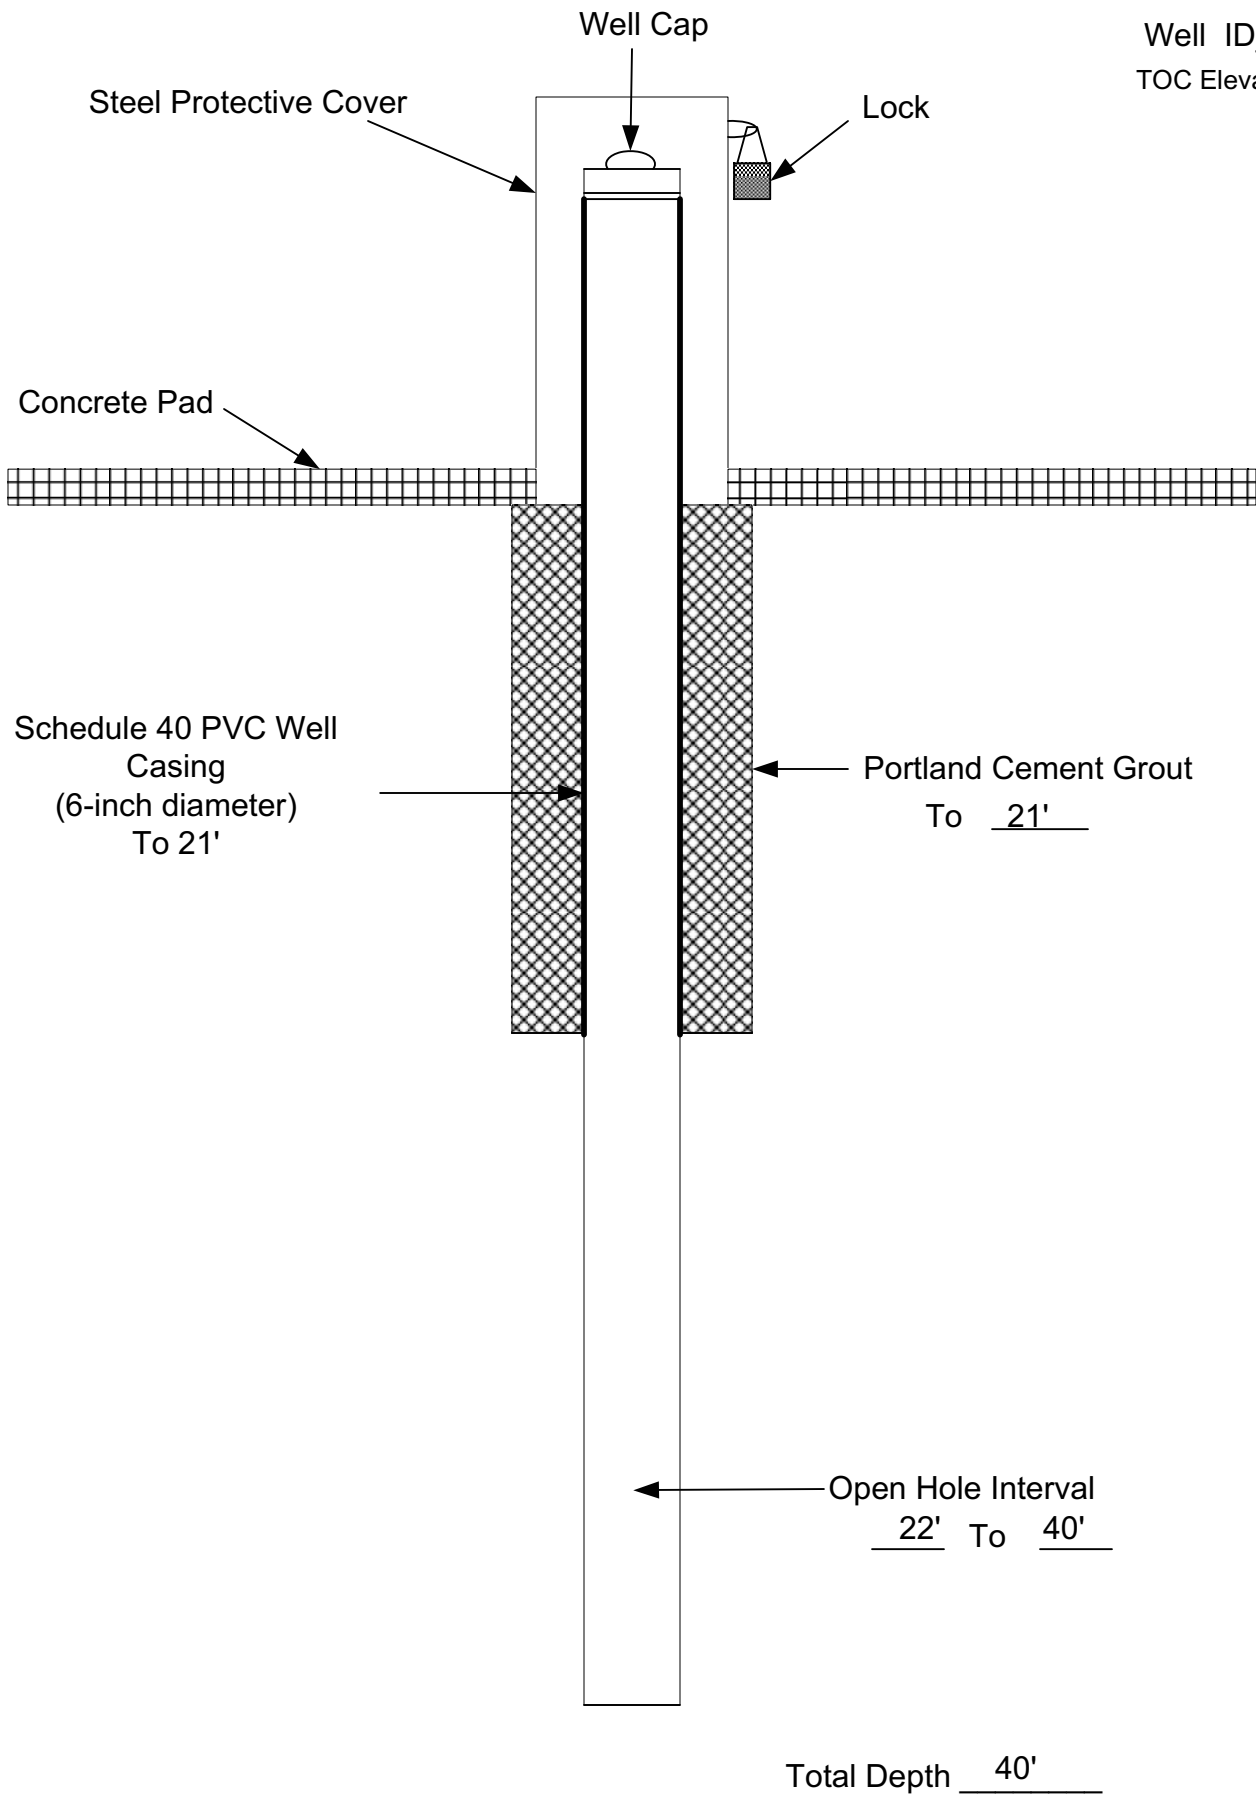 Well Cap
Well ID
TOC Eleva
Steel Protective Cover
Lock
Concrete Pad
Schedule 40 PVC Well
Casing
(6-inch diameter)
To 21'
Portland Cement Grout
To 21'
Open Hole Interval
22' To 40'
Total Depth 40'